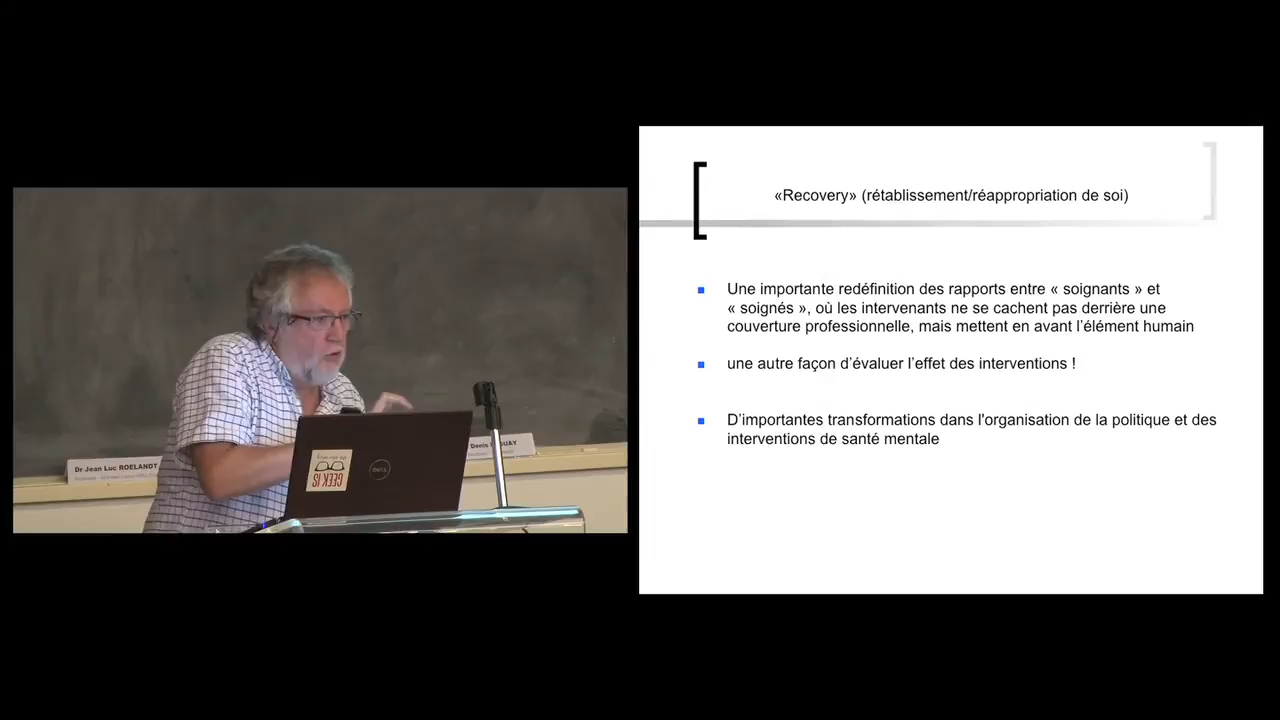 Dr Jean Luc ROELANDT
Denis
DELL
GEEK IS
«Recovery» (rétablissement/réappropriation de soi)
Une importante redéfinition des rapports entre « soignants » et
« soignés », où les intervenants ne se cachent pas derrière une
couverture professionnelle, mais mettent en avant l’élément humain
une autre façon d’évaluer l’effet des interventions !
D’importantes transformations dans l'organisation de la politique et des
interventions de santé mentale